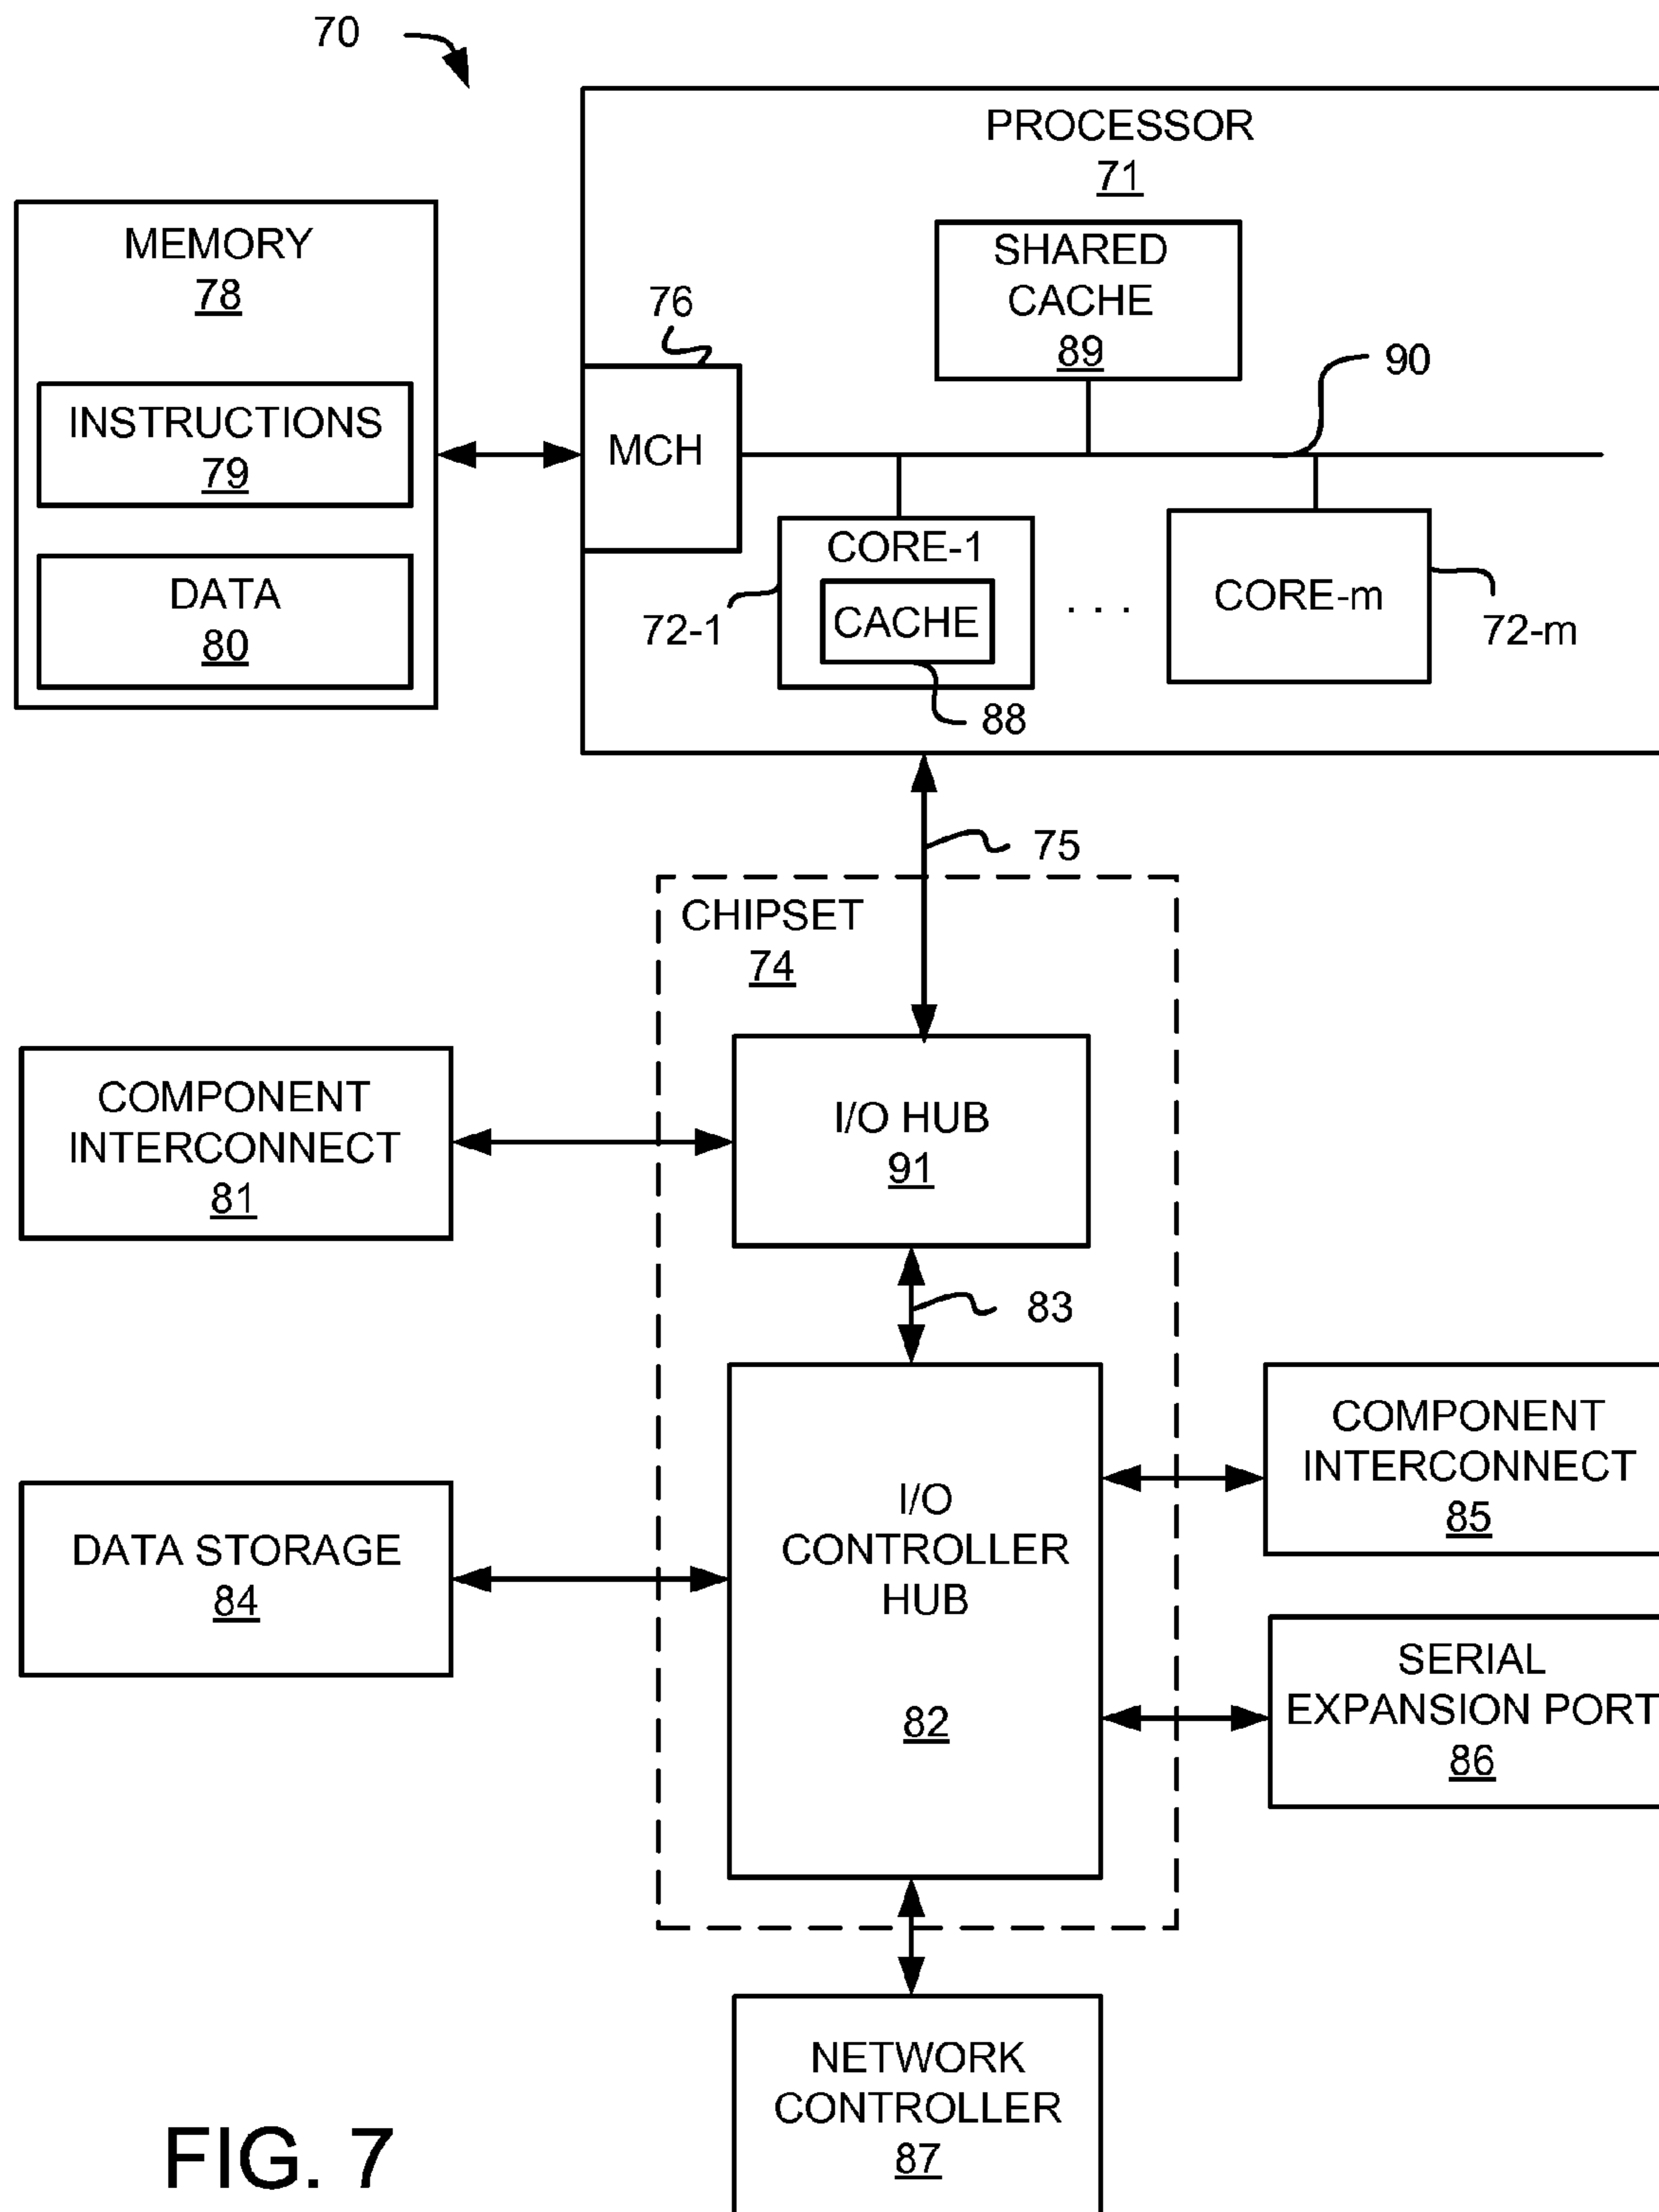 70
PROCESSOR
71
MEMORY
78
INSTRUCTIONS
79
DATA
80
SHARED
CACHE
89
76
MCH
90
CORE-1
CACHE
72-1
88
. . .
CORE-m
72-m
75
CHIPSET
74
COMPONENT
INTERCONNECT
81
I/O HUB
91
83
DATA STORAGE
84
I/O
CONTROLLER
HUB
82
COMPONENT
INTERCONNECT
85
SERIAL
EXPANSION PORT
86
NETWORK
CONTROLLER
87
FIG. 7